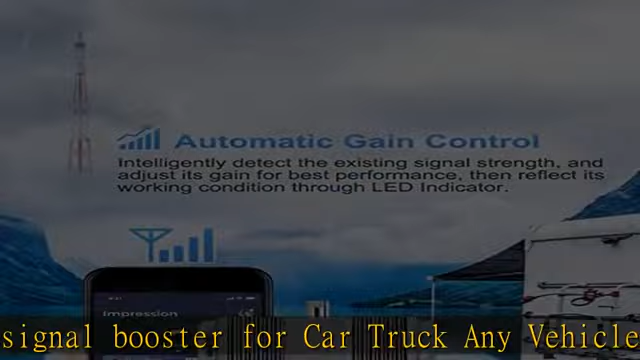 Automatic Gain Control
Intelligently detect the existing signal strength, and
adjust its gain for best performance, then reflect its
working condition through LED Indicator.
Impression
signal booster for Car Truck Any Vehicle